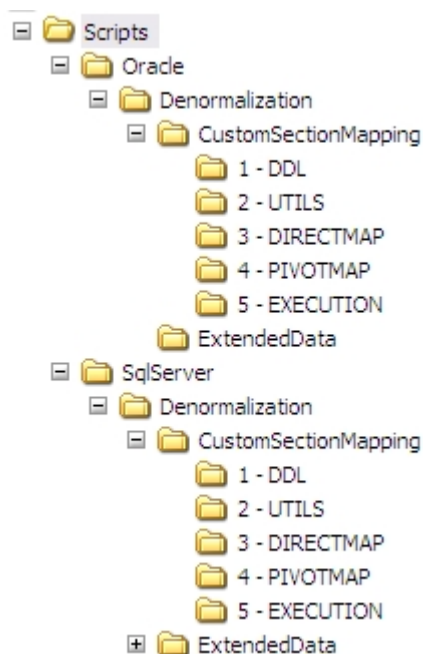 Scripts
Oracle
Denormalization
CustomSectionMapping
1 - DDL
2 - UTILS
3 - DIRECTMAP
4 - PIVOTMAP
5 - EXECUTION
ExtendedData
SqlServer
Denormalization
CustomSectionMapping
1 - DDL
2 - UTILS
3 - DIRECTMAP
4 - PIVOTMAP
5 - EXECUTION
ExtendedData